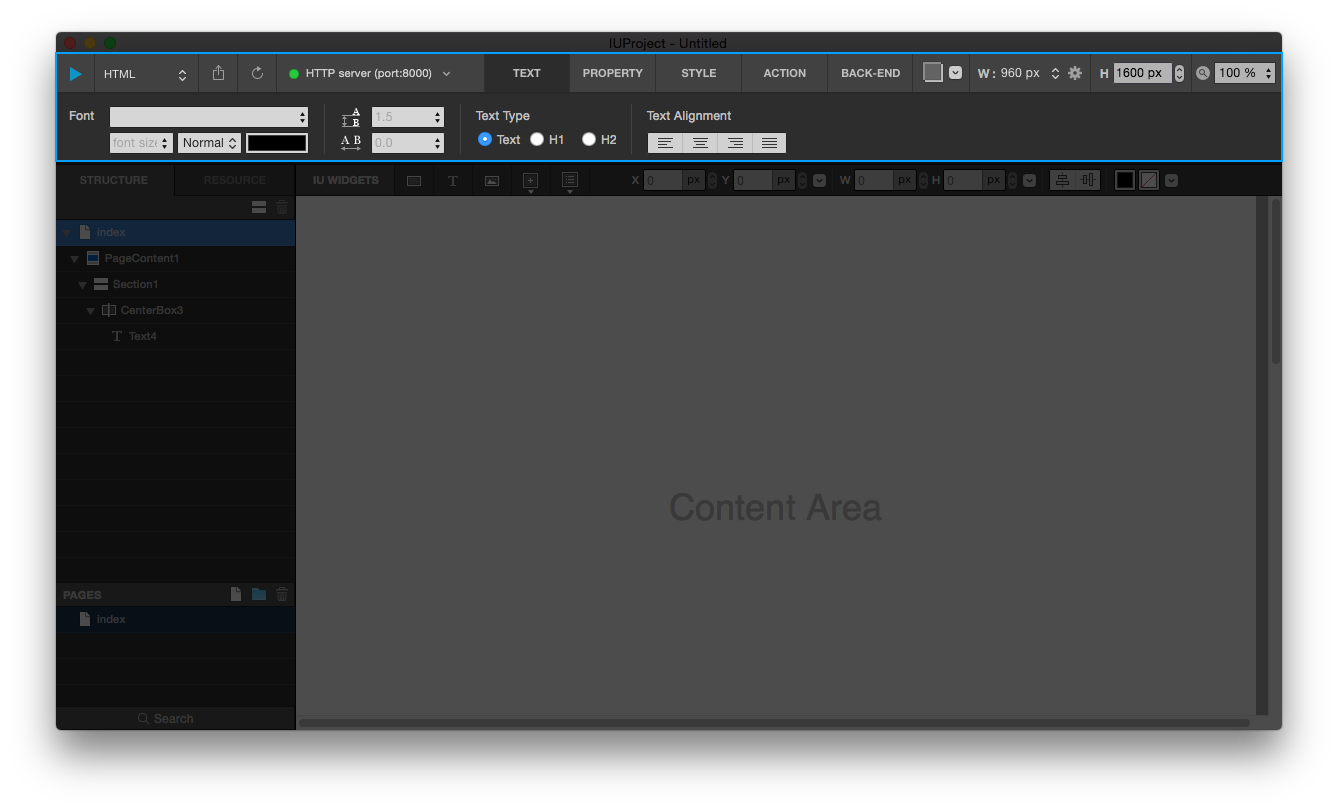 IUProject - Untitled
HTML HTTP server (port:8000) TEXT PROPERTY STYLE ACTION BACK-END W : 960 px H 1600 px 100 %
Font A B 1.5 Text Type Text Alignment
font size Normal A B 0.0 Text H1 H2
STRUCTURE RESOURCE IU WIDGETS T X 0 px Y 0 px W 0 px H 0 px
index
PageContent1
Section1
CenterBox3
T Text4
Content Area
PAGES
index
Search